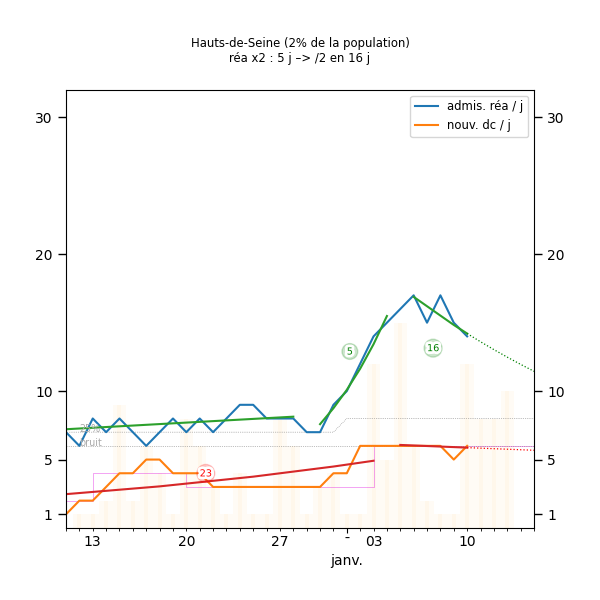 Hauts-de-Seine (2% de la population)
réa x2 : 5 j –> /2 en 16 j
admis. réa / j
nouv. dc / j
30 30
20 20
5
16
10 10
bruit
5 5
23
1 1
13 20 27 - 03 10
janv.